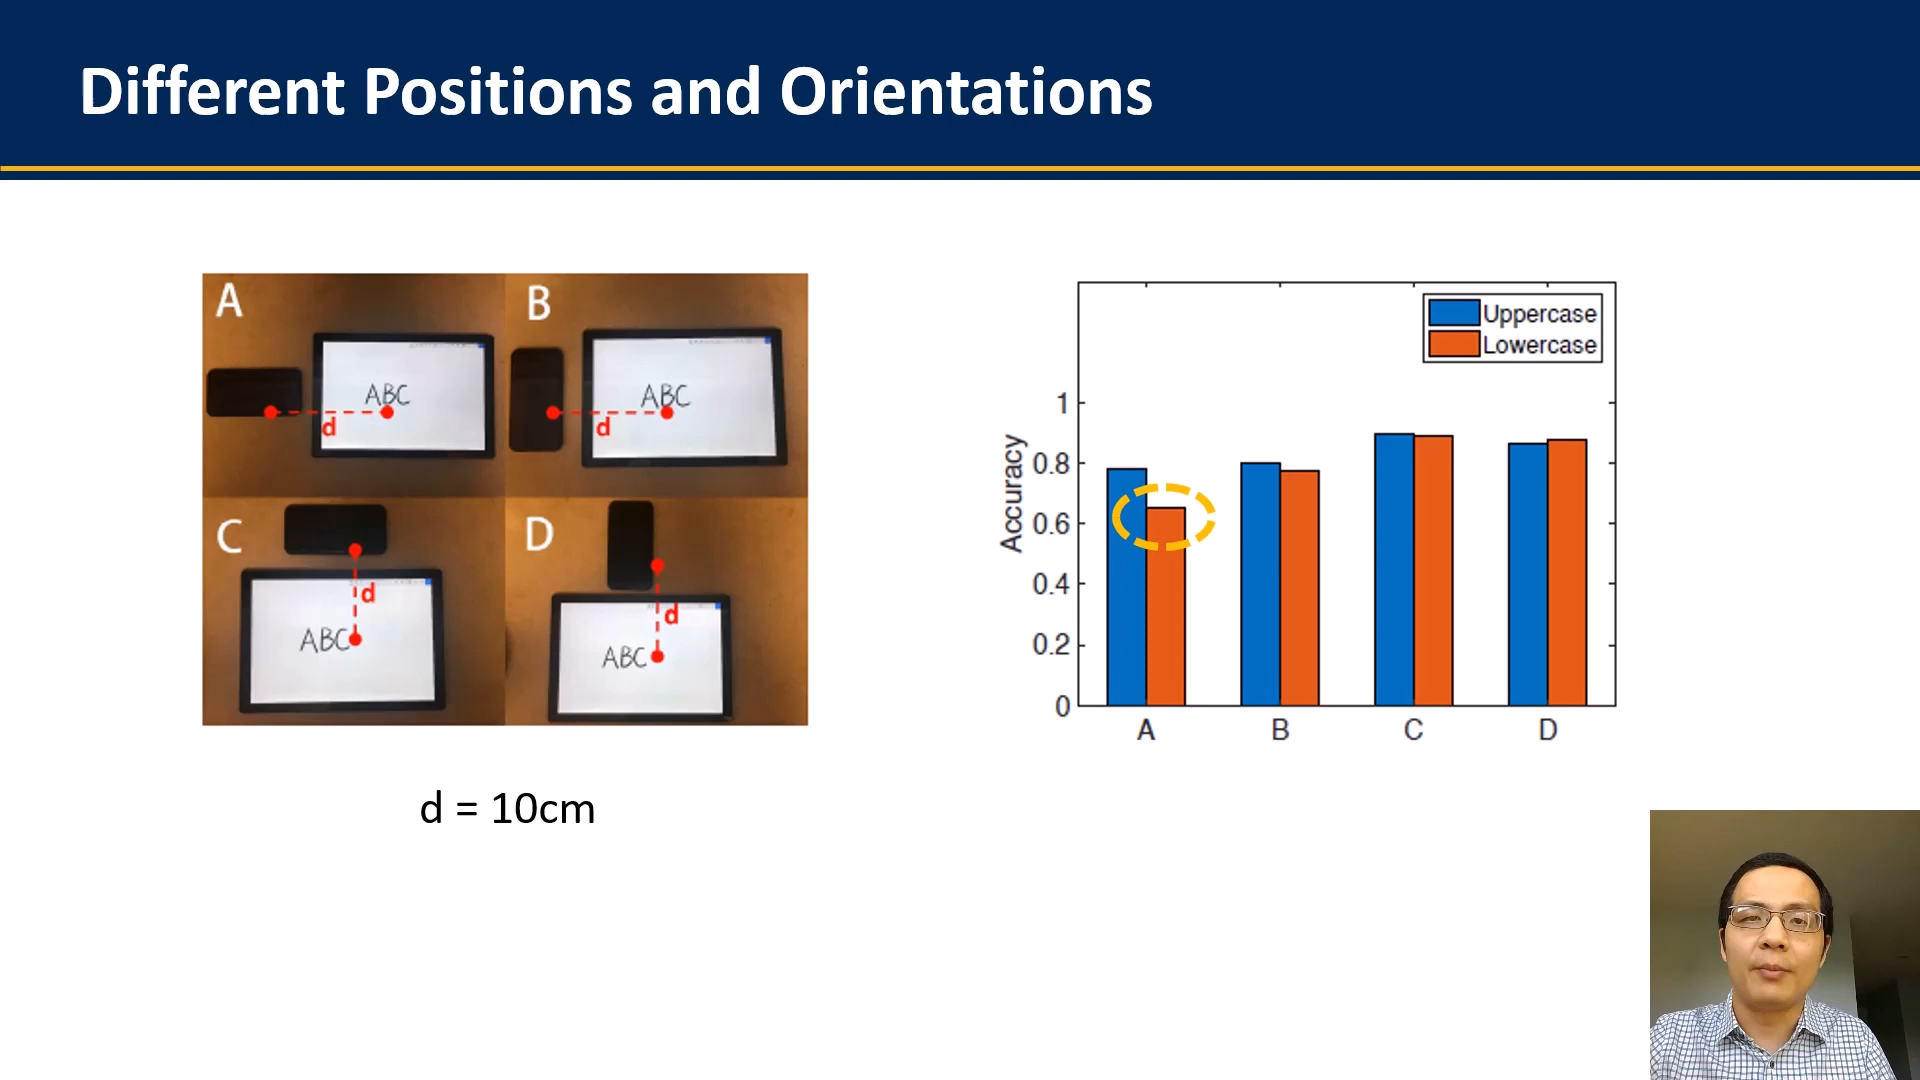 Different Positions and Orientations
A
B
ABC
d
ABC
d
C
D
d
ABC
d
ABC
d = 10cm
Uppercase
Lowercase
Accuracy
1
0.8
0.6
0.4
0.2
0
A B C D